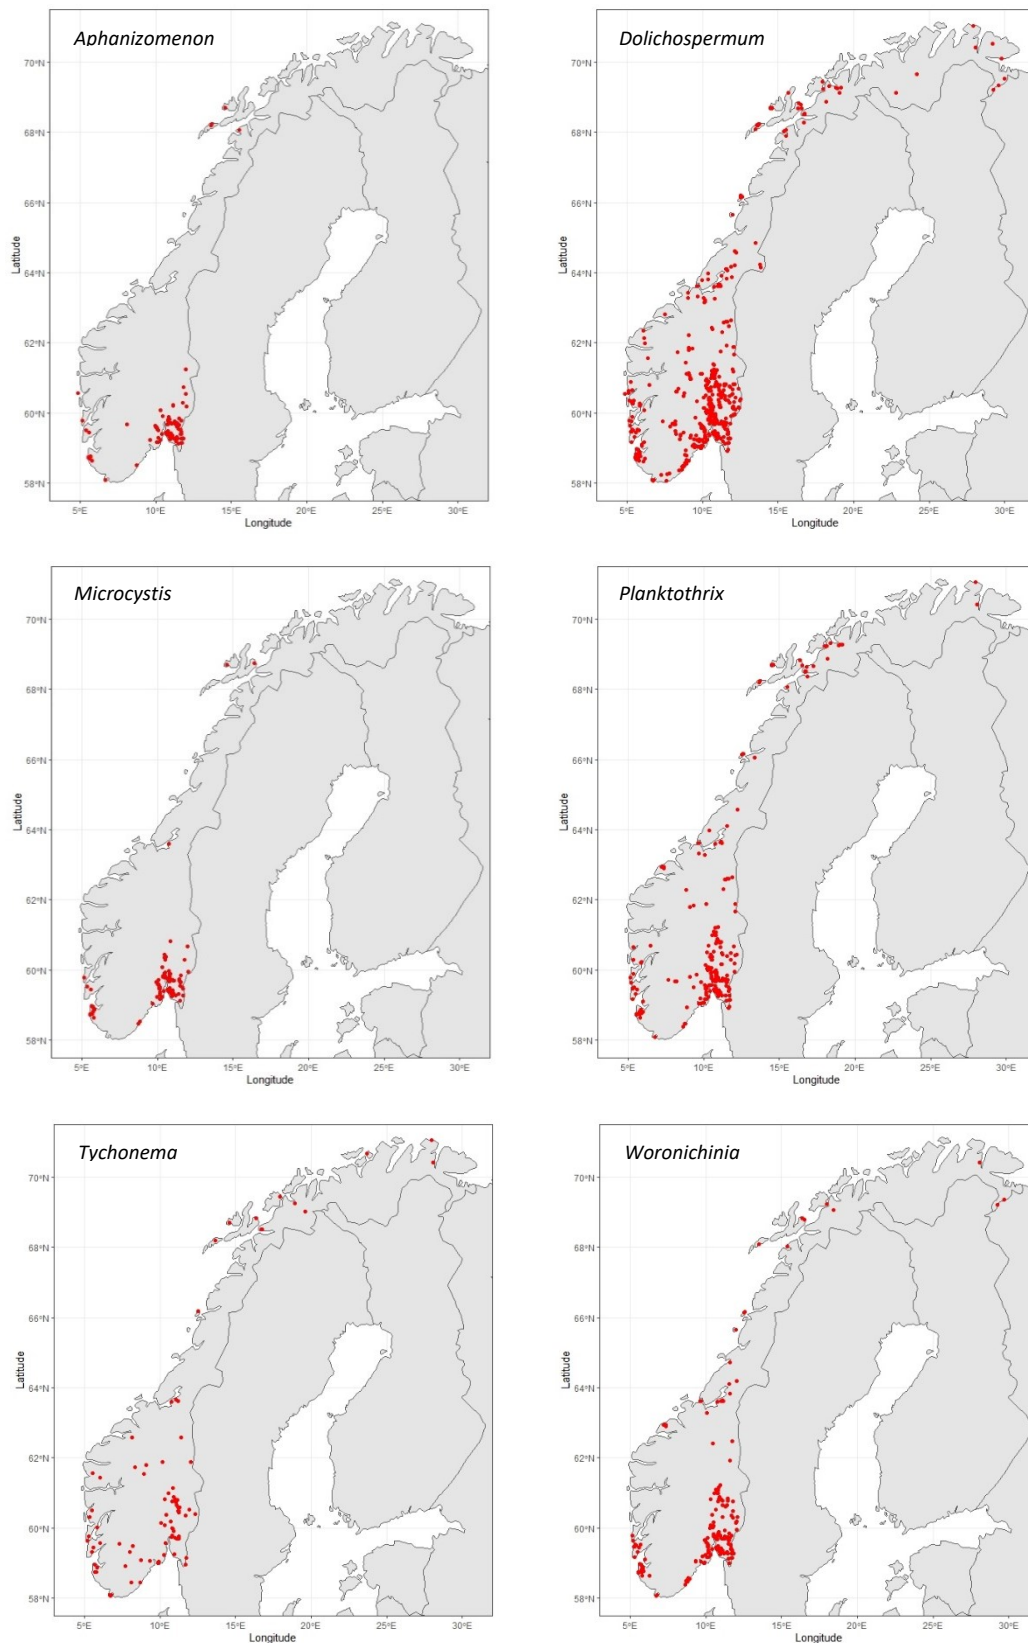 Aphanizomenon
70°N
68°N
66°N
64°N
62°N
60°N
58°N
Latitude
5°E
10°E
15°E
20°E
25°E
30°E
Longitude
Dolichospermum
70°N
68°N
66°N
64°N
62°N
60°N
58°N
Latitude
5°E
10°E
15°E
20°E
25°E
30°E
Longitude
Microcystis
70°N
68°N
66°N
64°N
62°N
60°N
58°N
Latitude
5°E
10°E
15°E
20°E
25°E
30°E
Longitude
Planktothrix
70°N
68°N
66°N
64°N
62°N
60°N
58°N
Latitude
5°E
10°E
15°E
20°E
25°E
30°E
Longitude
Tychonema
70°N
68°N
66°N
64°N
62°N
60°N
58°N
Latitude
5°E
10°E
15°E
20°E
25°E
30°E
Longitude
Woronichinia
70°N
68°N
66°N
64°N
62°N
60°N
58°N
Latitude
5°E
10°E
15°E
20°E
25°E
30°E
Longitude